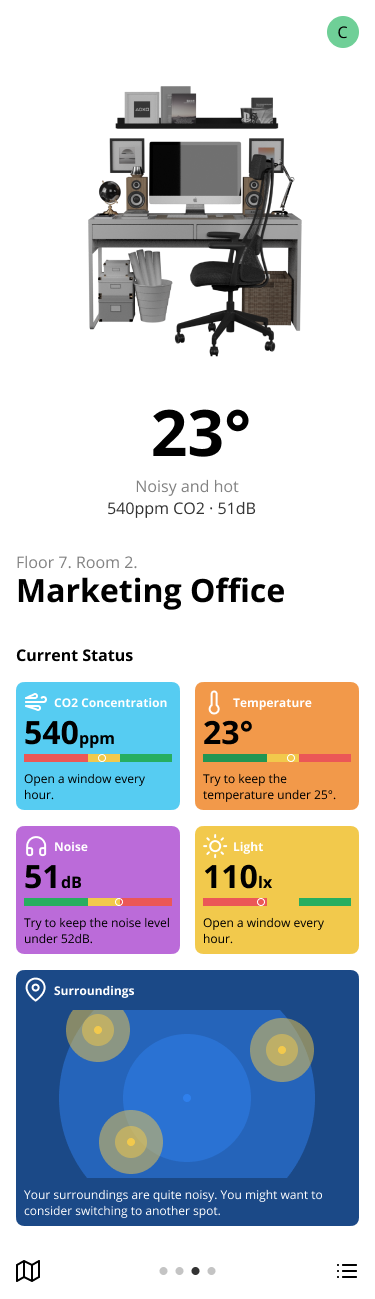 C
23°
Noisy and hot
540ppm CO2 · 51dB
Floor 7. Room 2.
Marketing Office
Current Status
CO2 Concentration
540ppm
Open a window every
hour.
Temperature
23°
Try to keep the
temperature under 25°.
Noise
51dB
Try to keep the noise level
under 52dB.
Light
110lx
Open a window every
hour.
Surroundings
Your surroundings are quite noisy. You might want to
consider switching to another spot.